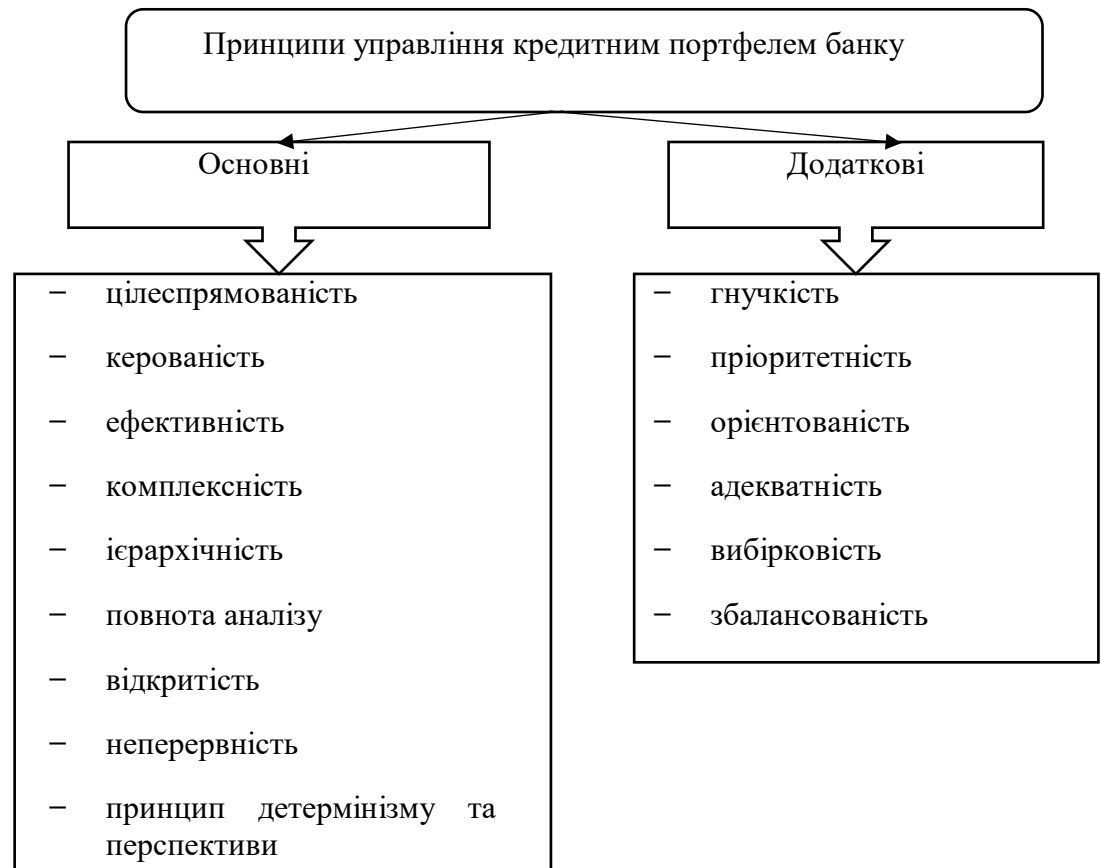 Принципи управління кредитним портфелем банку
Основні
Додаткові
– цілеспрямованість
– керованість
– ефективність
– комплексність
– ієрархічність
– повнота аналізу
– відкритість
– неперервність
– принцип детермінізму та
перспективи
– гнучкість
– пріоритетність
– орієнтованість
– адекватність
– вибірковість
– збалансованість